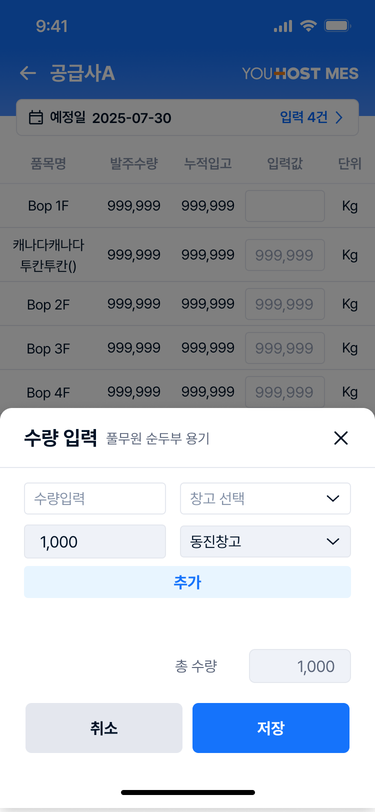 9:41
공급사A YOUHOST MES
예정일 2025-07-30 입력 4건
품목명 발주수량 누적입고 입력값 단위
Bop 1F 999,999 999,999 Kg
캐나다캐나다
투칸투칸() 999,999 999,999 999,999 Kg
Bop 2F 999,999 999,999 999,999 Kg
Bop 3F 999,999 999,999 999,999 Kg
Bop 4F 999,999 999,999 999,999 Kg
수량 입력 풀무원 순두부 용기
수량입력 창고 선택
1,000 동진창고
추가
총 수량 1,000
취소 저장